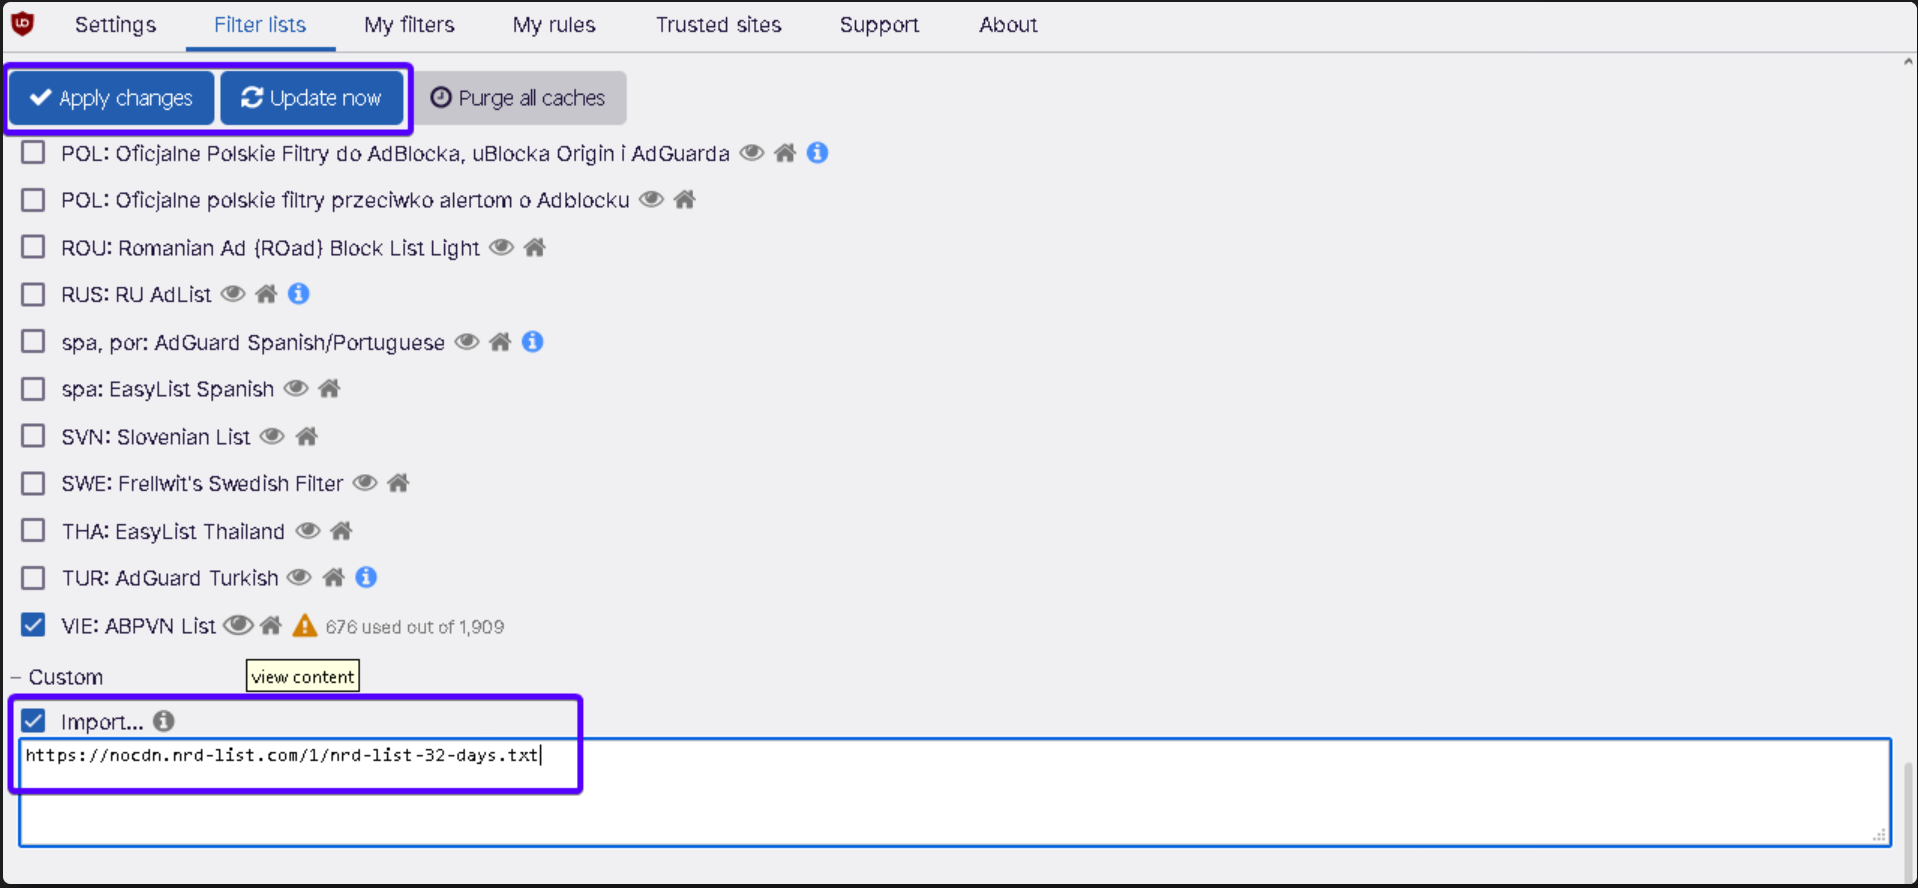 Settings Filter lists My filters My rules Trusted sites Support About
Apply changes Update now Purge all caches
POL: Oficjalne Polskie Filtry do AdBlocka, uBlocka Origin i AdGuarda
POL: Oficjalne polskie filtry przeciwko alertom o Adblocku
ROU: Romanian Ad {ROad} Block List Light
RUS: RU AdList
spa, por: AdGuard Spanish/Portuguese
spa: EasyList Spanish
SVN: Slovenian List
SWE: Frellwit's Swedish Filter
THA: EasyList Thailand
TUR: AdGuard Turkish
VIE: ABPVN List 676 used out of 1,909
– Custom
view content
Import...
https://nocdn.nrd-list.com/1/nrd-list-32-days.txt